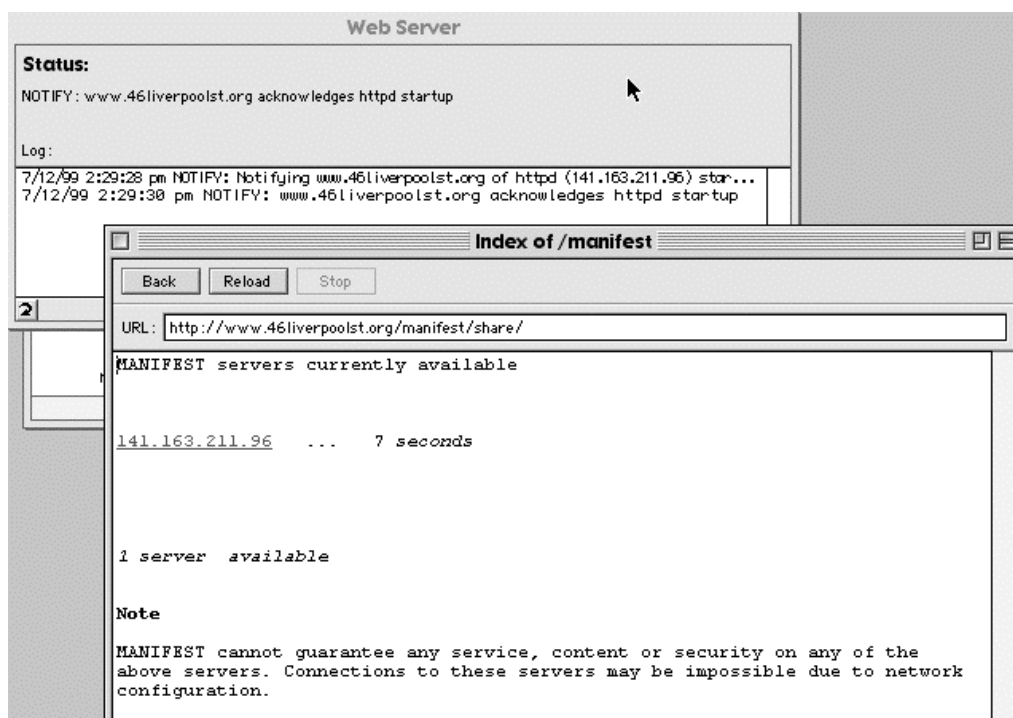 Web Server
Status:
NOTIFY: www.46liverpoolst.org acknowledges httpd startup
Log:
7/12/99 2:29:28 pm NOTIFY: Notifying www.46liverpoolst.org of httpd (141.163.211.96) star...
7/12/99 2:29:30 pm NOTIFY: www.46liverpoolst.org acknowledges httpd startup
Index of /manifest
Back Reload Stop
URL: http://www.46liverpoolst.org/manifest/share/
MANIFEST servers currently available
141.163.211.96 ... 7 seconds
1 server available
Note
MANIFEST cannot guarantee any service, content or security on any of the
above servers. Connections to these servers may be impossible due to network
configuration.